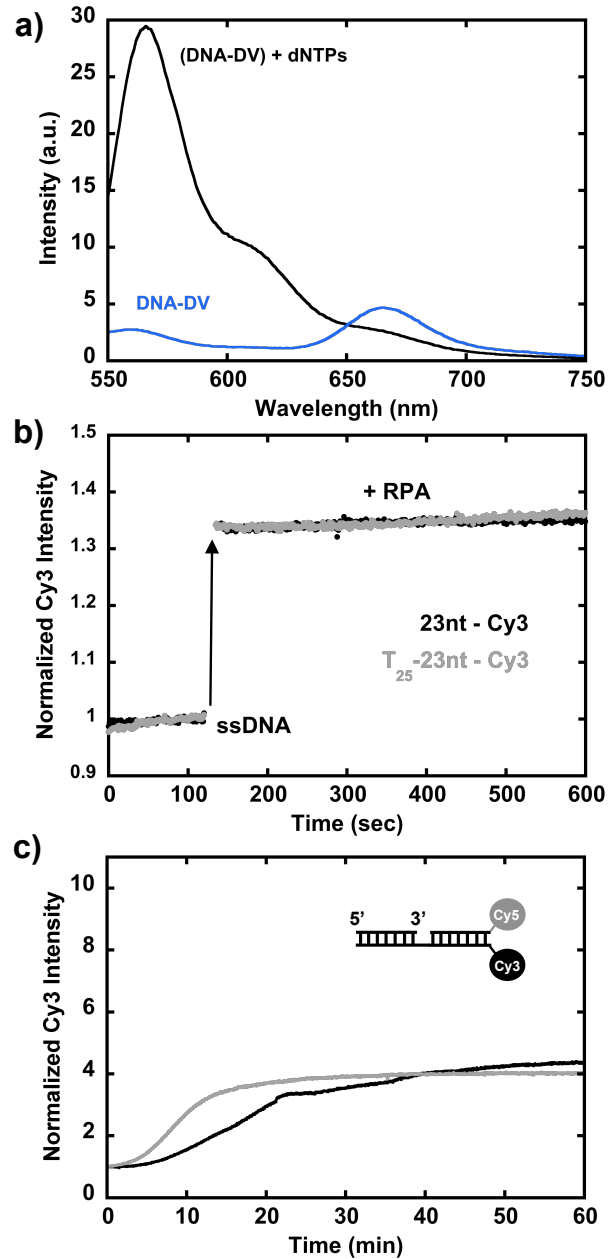 a)
30
25
20
15
10
5
0
Intensity (a.u.)
(DNA-DV) + dNTPs
DNA-DV
550 600 650 700 750
Wavelength (nm)
b)
1.5
1.4
1.3
1.2
1.1
1
0.9
Normalized Cy3 Intensity
+ RPA
23nt - Cy3
T25-23nt - Cy3
ssDNA
0 100 200 300 400 500 600
Time (sec)
c)
10
8
6
4
2
0
Normalized Cy3 Intensity
5’ 3’
Cy5
Cy3
0 10 20 30 40 50 60
Time (min)